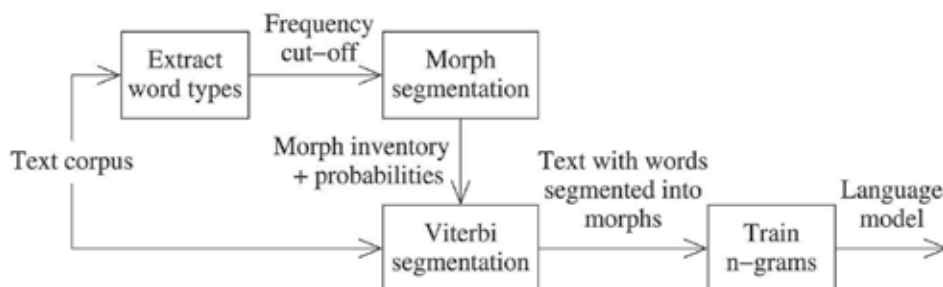 Frequency
cut-off
Extract
word types
Morph
segmentation
Text corpus
Morph inventory
+ probabilities
Text with words
segmented into
morphs
Language
model
Viterbi
segmentation
Train
n-grams